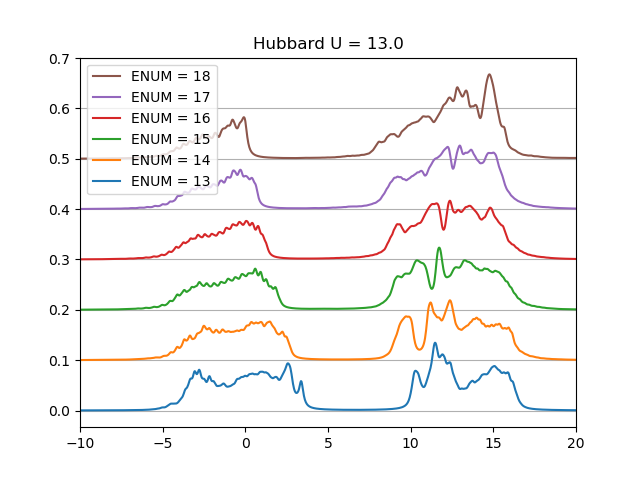 Hubbard U = 13.0
0.7
0.6
0.5
0.4
0.3
0.2
0.1
0.0
ENUM = 18
ENUM = 17
ENUM = 16
ENUM = 15
ENUM = 14
ENUM = 13
−10
−5
0
5
10
15
20